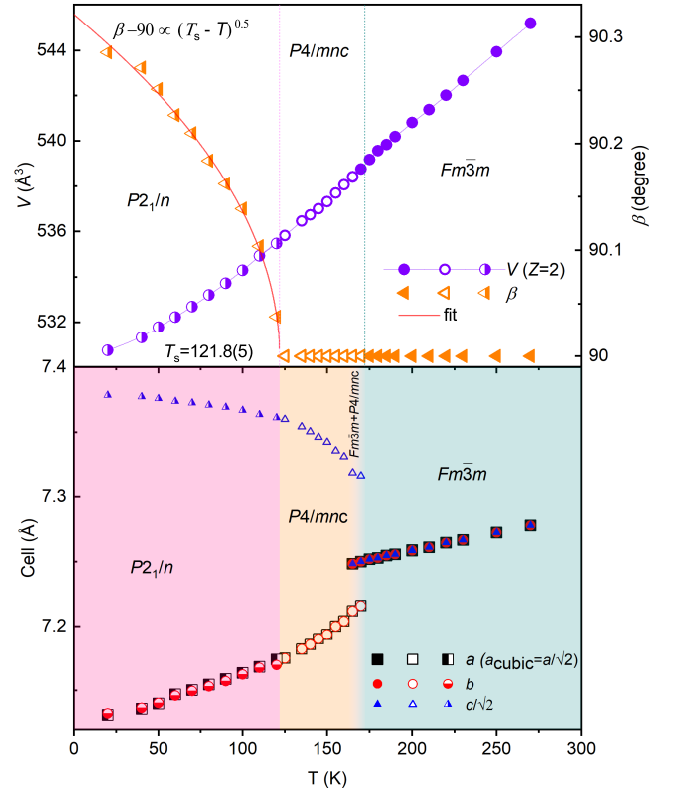 β−90 ∝ (Tₛ - T)^0.5
P4/mnc
P2₁/n
Fm3̅m
V (Z=2)
β
fit
Tₛ=121.8(5)
544
540
536
532
V (Å³)
90.3
90.2
90.1
90
β (degree)
7.4
7.3
7.2
Cell (Å)
Fm3̅m+P4/mnc
Fm3̅m
P4/mnc
P2₁/n
a (a_cubic=a/√2)
b
c/√2
0 50 100 150 200 250 300
T (K)